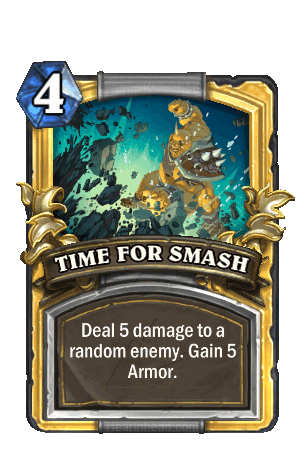 4
TIME FOR SMASH
Deal 5 damage to a
random enemy. Gain 5
Armor.